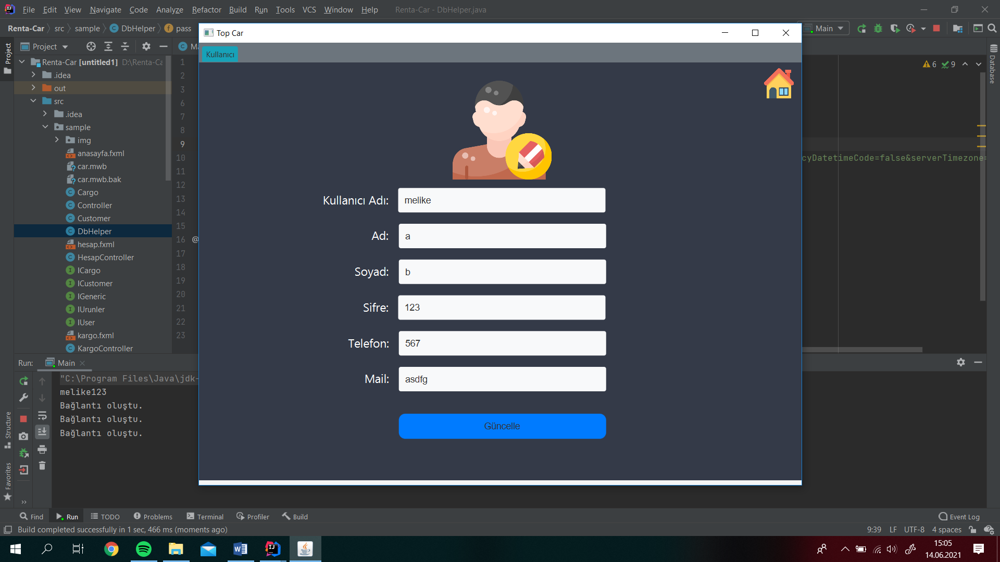 File Edit View Navigate Code Analyze Refactor Build Run Tools VCS Window Help Renta-Car - DbHelper.java
Renta-Car src sample DbHelper pass
Main
Top Car
Project
Kullanıcı
Renta-Car [untitled1] D:\Renta-Ca
.idea
out
src
.idea
sample
img
anasayfa.fxml
car.mwb
car.mwb.bak
Cargo
Controller
Customer
DbHelper
hesap.fxml
HesapController
ICargo
ICustomer
IGeneric
IUrunler
IUser
kargo.fxml
KargoController
Project
Structure
Favorites
Database
1
2
3
6
7
8
9
10
11
12
13
14
15
16 @
17
18
19
20
21
22
23
6 9
cyDatetimeCode=false&serverTimezone=
Kullanıcı Adı: melike
Ad: a
Soyad: b
Sifre: 123
Telefon: 567
Mail: asdfg
Güncelle
Run: Main
"C:\Program Files\Java\jdk-
melike123
Bağlantı oluştu.
Bağlantı oluştu.
Bağlantı oluştu.
Find Run TODO Problems Terminal Profiler Build Event Log
Build completed successfully in 1 sec, 466 ms (moments ago) 9:39 LF UTF-8 4 spaces
15:05
14.06.2021